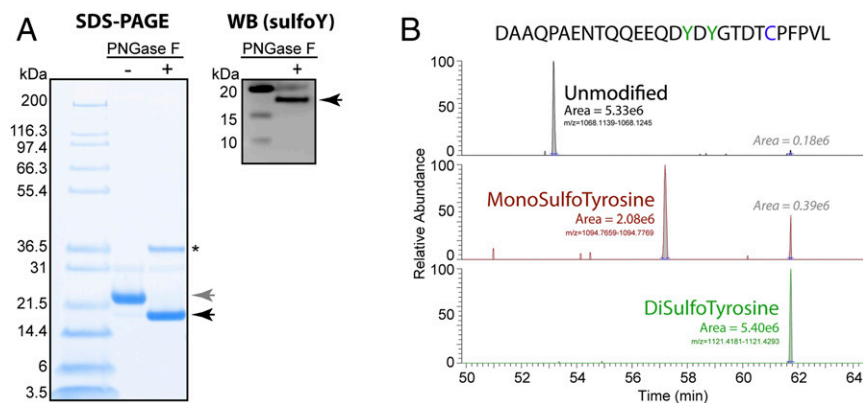 A
SDS-PAGE
WB (sulfoY)
PNGase F
PNGase F
kDa
- +
+
200
116.3
97.4
66.3
55.4
36.5
*
31
21.5
14.4
6
3.5
kDa
20
15
10
B
DAAQPAENTQQEEQDYDYGTDTCPFPVL
Relative Abundance
100
50
0
Unmodified
Area = 5.33e6
m/z=1068.1139-1068.1245
Area = 0.18e6
100
50
0
MonoSulfoTyrosine
Area = 2.08e6
m/z=1094.7659-1094.7769
Area = 0.39e6
100
50
0
DiSulfoTyrosine
Area = 5.40e6
m/z=1121.4181-1121.4293
50 52 54 56 58 60 62 64
Time (min)